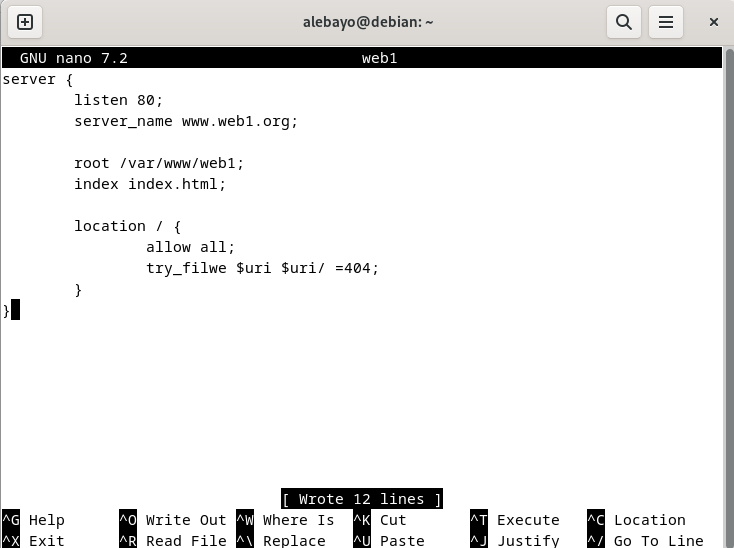 alebayo@debian: ~
GNU nano 7.2 web1
server {
listen 80;
server_name www.web1.org;
root /var/www/web1;
index index.html;
location / {
allow all;
try_filwe $uri $uri/ =404;
}
}
[ Wrote 12 lines ]
^G Help ^O Write Out ^W Where Is ^K Cut ^T Execute ^C Location
^X Exit ^R Read File ^\ Replace ^U Paste ^J Justify ^/ Go To Line